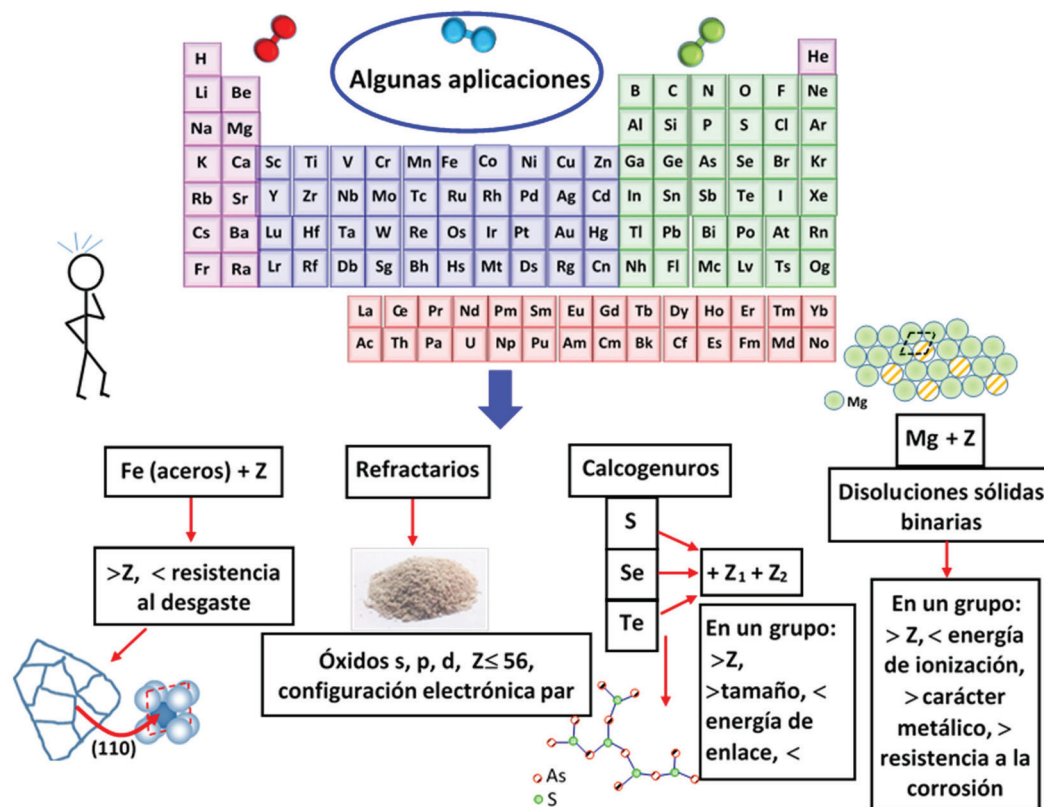 Algunas aplicaciones
H He
Li Be B C N O F Ne
Na Mg Al Si P S Cl Ar
K Ca Sc Ti V Cr Mn Fe Co Ni Cu Zn Ga Ge As Se Br Kr
Rb Sr Y Zr Nb Mo Tc Ru Rh Pd Ag Cd In Sn Sb Te I Xe
Cs Ba Lu Hf Ta W Re Os Ir Pt Au Hg Tl Pb Bi Po At Rn
Fr Ra Lr Rf Db Sg Bh Hs Mt Ds Rg Cn Nh Fl Mc Lv Ts Og
La Ce Pr Nd Pm Sm Eu Gd Tb Dy Ho Er Tm Yb
Ac Th Pa U Np Pu Am Cm Bk Cf Es Fm Md No
Fe (aceros) + Z
>Z, < resistencia
al desgaste
(110)
Refractarios
Óxidos s, p, d, Z≤ 56,
configuración electrónica par
Calcogenuros
S
Se
Te
+ Z₁ + Z₂
En un grupo:
>Z,
>tamaño, <
energía de
enlace, <
As
S
Mg
Mg + Z
Disoluciones sólidas
binarias
En un grupo:
> Z, < energía
de ionización,
> carácter
metálico, >
resistencia a la
corrosión